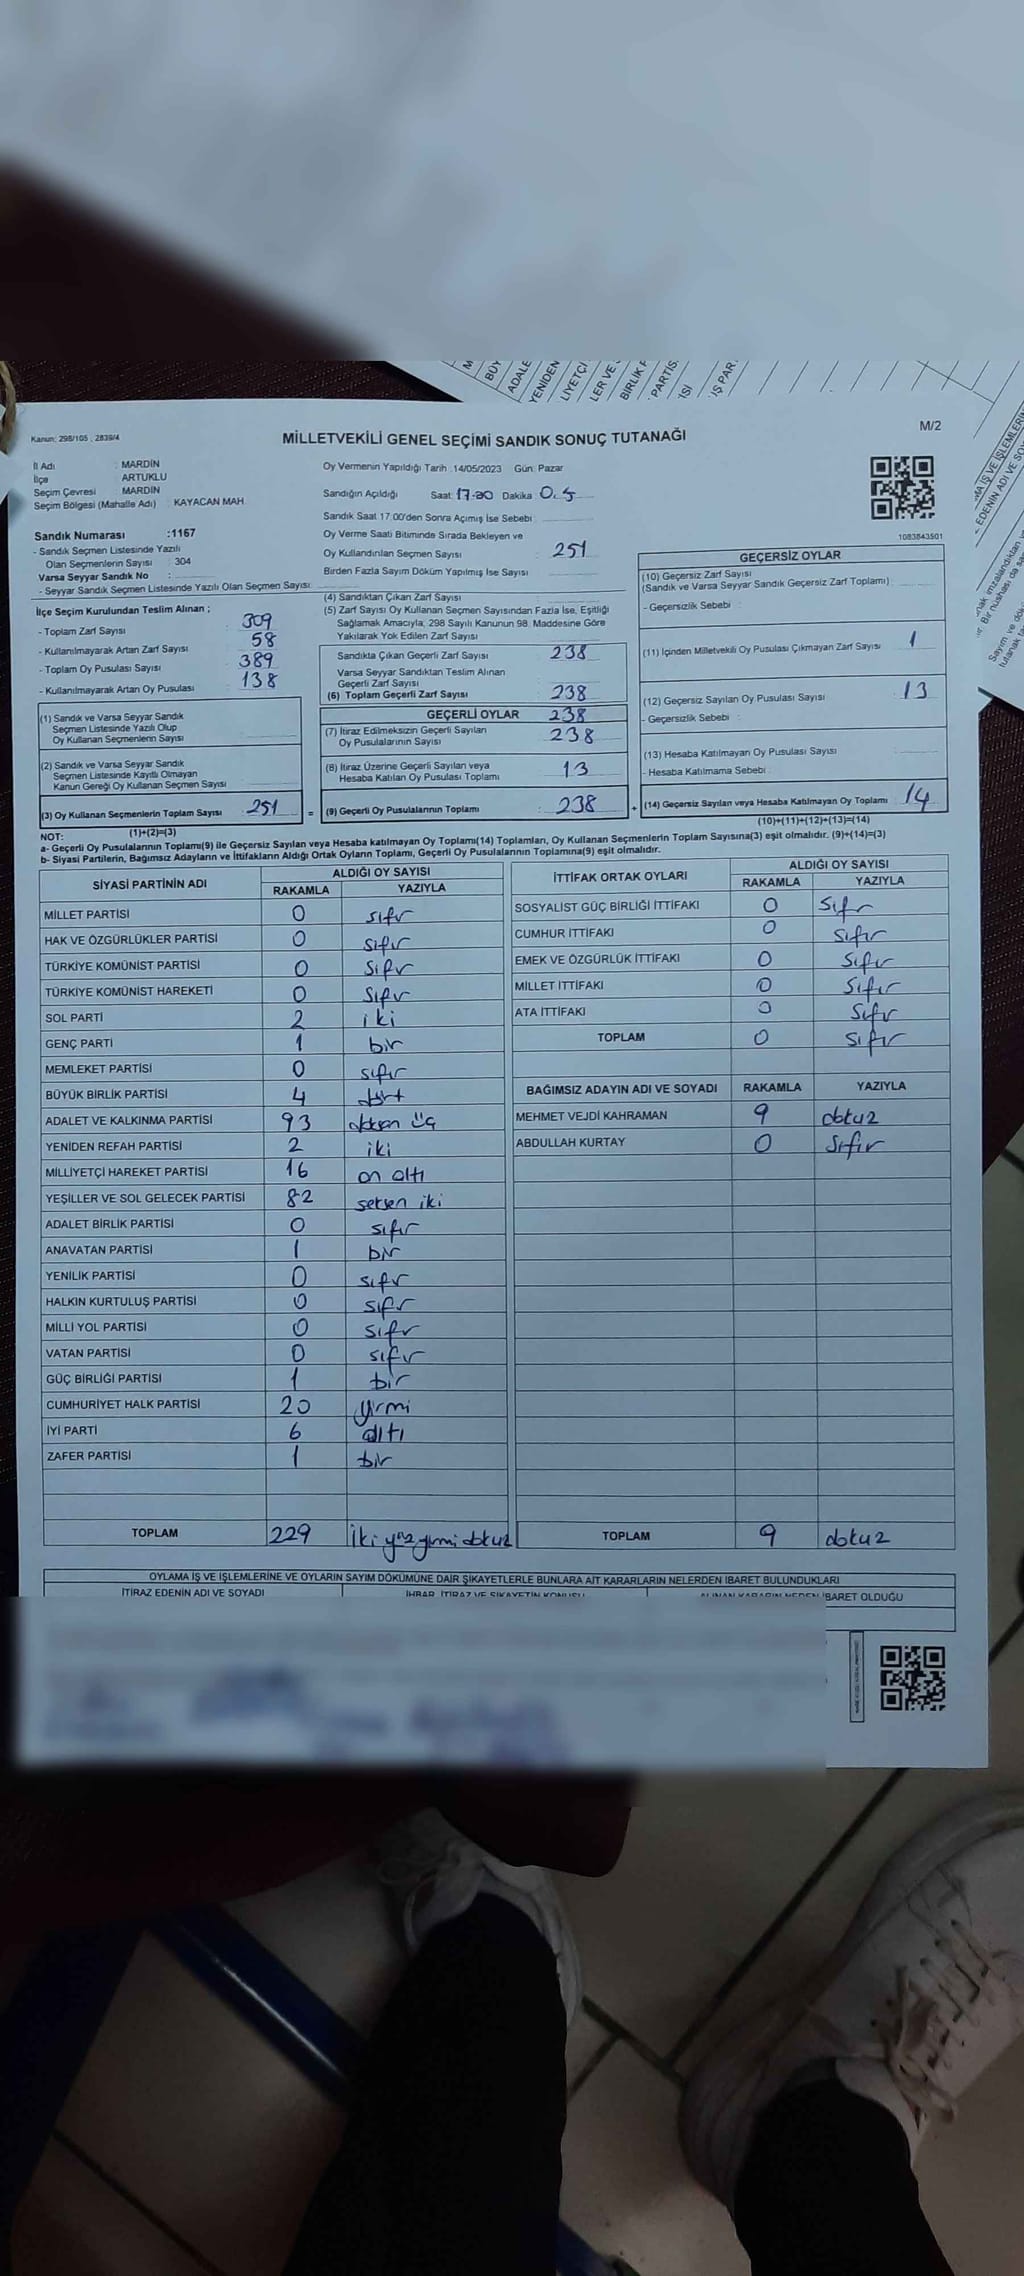 Kanun: 298/105 , 2839/4
MİLLETVEKİLİ GENEL SEÇİMİ SANDIK SONUÇ TUTANAĞI
M/2
İl Adı : MARDİN
İlçe ARTUKLU
Seçim Çevresi : MARDİN
Seçim Bölgesi (Mahalle Adı) : KAYACAN MAH.
Sandık Numarası :1167
- Sandık Seçmen Listesinde Yazılı
Olan Seçmenlerin Sayısı : 304
Varsa Seyyar Sandık No :
- Seyyar Sandık Seçmen Listesinde Yazılı Olan Seçmen Sayısı:
İlçe Seçim Kurulundan Teslim Alınan ;
- Toplam Zarf Sayısı 309
- Kullanılmayarak Artan Zarf Sayısı 58
- Toplam Oy Pusulası Sayısı 389
- Kullanılmayarak Artan Oy Pusulası 138
(1) Sandık ve Varsa Seyyar Sandık
Seçmen Listesinde Yazılı Olup
Oy Kullanan Seçmenlerin Sayısı
(2) Sandık ve Varsa Seyyar Sandık
Seçmen Listesinde Kayıtlı Olmayan
Kanun Gereği Oy Kullanan Seçmen Sayısı
(3) Oy Kullanan Seçmenlerin Toplam Sayısı 251 =
(1)+(2)=(3)
Oy Vermenin Yapıldığı Tarih :14/05/2023 Gün: Pazar
Sandığın Açıldığı Saat: 17:00 Dakika 0.5
Sandık Saat 17:00'den Sonra Açımış İse Sebebi :
Oy Verme Saati Bitiminde Sırada Bekleyen ve
Oy Kullandırılan Seçmen Sayısı : 251
Birden Fazla Sayım Döküm Yapılmış İse Sayısı :
(4) Sandıktan Çıkan Zarf Sayısı :
(5) Zarf Sayısı Oy Kullanan Seçmen Sayısından Fazla İse, Eşitliği
Sağlamak Amacıyla, 298 Sayılı Kanunun 98. Maddesine Göre
Yakılarak Yok Edilen Zarf Sayısı :
Sandıkta Çıkan Geçerli Zarf Sayısı : 238
Varsa Seyyar Sandıktan Teslim Alınan
Geçerli Zarf Sayısı
(6) Toplam Geçerli Zarf Sayısı : 238
GEÇERLİ OYLAR 238
(7) İtiraz Edilmeksizin Geçerli Sayılan
Oy Pusulalarının Sayısı : 238
(8) İtiraz Üzerine Geçerli Sayılan veya
Hesaba Katılan Oy Pusulası Toplamı : 13
(9) Geçerli Oy Pusulalarının Toplamı : 238 +
1083843501
GEÇERSİZ OYLAR
(10) Geçersiz Zarf Sayısı
(Sandık ve Varsa Seyyar Sandık Geçersiz Zarf Toplamı) :
- Geçersizlik Sebebi :
(11) İçinden Milletvekili Oy Pusulası Çıkmayan Zarf Sayısı : 1
(12) Geçersiz Sayılan Oy Pusulası Sayısı : 13
- Geçersizlik Sebebi :
(13) Hesaba Katılmayan Oy Pusulası Sayısı :
- Hesaba Katılmama Sebebi :
(14) Geçersiz Sayılan veya Hesaba Katılmayan Oy Toplamı : 14
(10)+(11)+(12)+(13)=(14)
NOT:
a- Geçerli Oy Pusulalarının Toplamı(9) ile Geçersiz Sayılan veya Hesaba katılmayan Oy Toplamı(14) Toplamları, Oy Kullanan Seçmenlerin Toplam Sayısına(3) eşit olmalıdır. (9)+(14)=(3)
b- Siyasi Partilerin, Bağımsız Adayların ve İttifakların Aldığı Ortak Oyların Toplamı, Geçerli Oy Pusulalarının Toplamına(9) eşit olmalıdır.
SİYASİ PARTİNİN ADI ALDIĞI OY SAYISI
RAKAMLA YAZIYLA
MİLLET PARTİSİ 0 sıfır
HAK VE ÖZGÜRLÜKLER PARTİSİ 0 sıfır
TÜRKİYE KOMÜNİST PARTİSİ 0 sıfır
TÜRKİYE KOMÜNİST HAREKETİ 0 sıfır
SOL PARTİ 2 iki
GENÇ PARTİ 1 bir
MEMLEKET PARTİSİ 0 sıfır
BÜYÜK BİRLİK PARTİSİ 4 dört
ADALET VE KALKINMA PARTİSİ 93 doksan üç
YENİDEN REFAH PARTİSİ 2 iki
MİLLİYETÇİ HAREKET PARTİSİ 16 on altı
YEŞİLLER VE SOL GELECEK PARTİSİ 82 seksen iki
ADALET BİRLİK PARTİSİ 0 sıfır
ANAVATAN PARTİSİ 1 bir
YENİLİK PARTİSİ 0 sıfır
HALKIN KURTULUŞ PARTİSİ 0 sıfır
MİLLİ YOL PARTİSİ 0 sıfır
VATAN PARTİSİ 0 sıfır
GÜÇ BİRLİĞİ PARTİSİ 1 bir
CUMHURİYET HALK PARTİSİ 20 yirmi
İYİ PARTİ 6 altı
ZAFER PARTİSİ 1 bir
TOPLAM 229 iki yüz yirmi dokuz
İTTİFAK ORTAK OYLARI ALDIĞI OY SAYISI
RAKAMLA YAZIYLA
SOSYALİST GÜÇ BİRLİĞİ İTTİFAKI 0 sıfır
CUMHUR İTTİFAKI 0 sıfır
EMEK VE ÖZGÜRLÜK İTTİFAKI 0 sıfır
MİLLET İTTİFAKI 0 sıfır
ATA İTTİFAKI 0 sıfır
TOPLAM 0 sıfır
BAĞIMSIZ ADAYIN ADI VE SOYADI RAKAMLA YAZIYLA
MEHMET VEJDİ KAHRAMAN 9 dokuz
ABDULLAH KURTAY 0 sıfır
TOPLAM 9 dokuz
OYLAMA İŞ VE İŞLEMLERİNE VE OYLARIN SAYIM DÖKÜMÜNE DAİR ŞİKAYETLERLE BUNLARA AİT KARARLARIN NELERDEN İBARET BULUNDUKLARI
İTİRAZ EDENİN ADI VE SOYADI İHBAR, İTİRAZ VE ŞİKAYETİN KONUSU ALINAN KARARIN NEDEN İBARET OLDUĞU